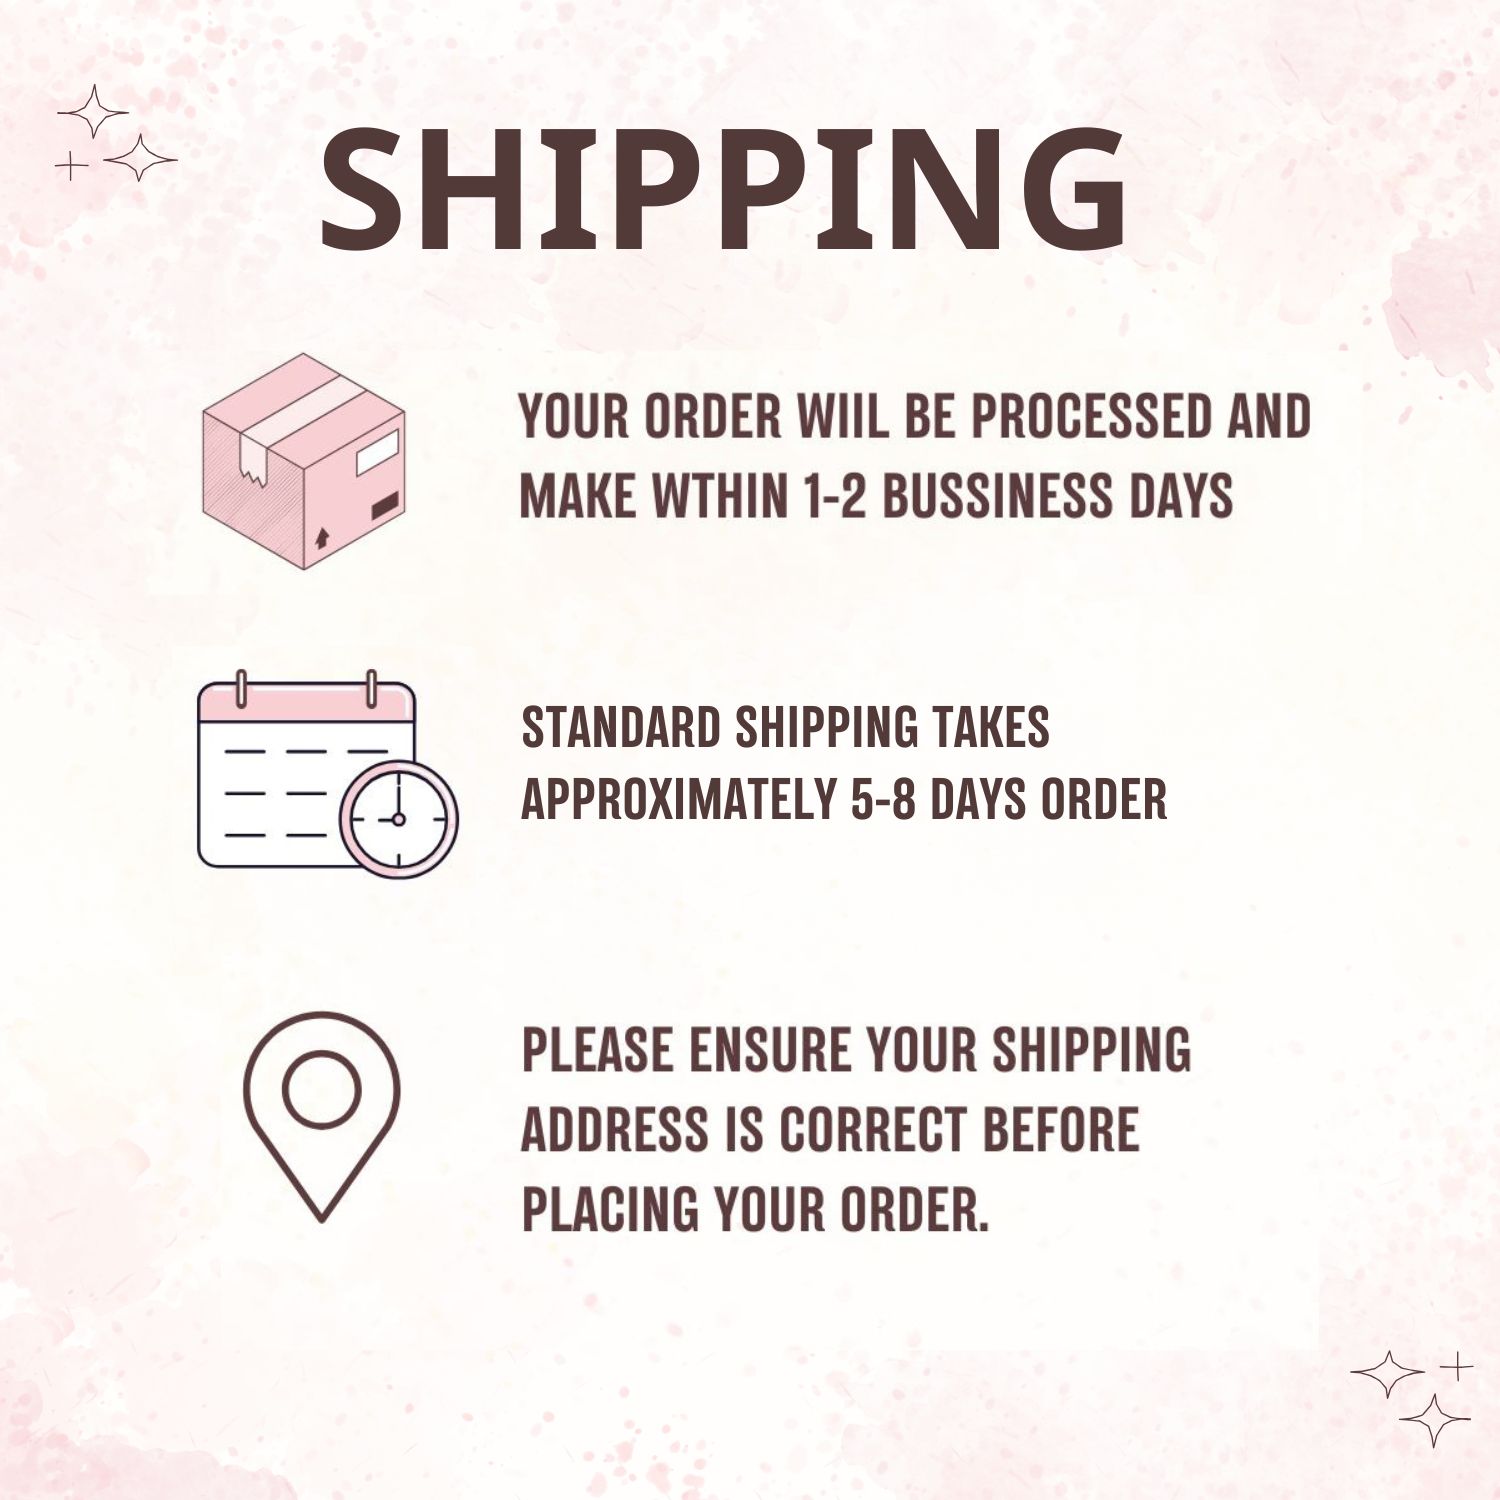 SHIPPING
YOUR ORDER WIIL BE PROCESSED AND
MAKE WTHIN 1-2 BUSSINESS DAYS
STANDARD SHIPPING TAKES
APPROXIMATELY 5-8 DAYS ORDER
PLEASE ENSURE YOUR SHIPPING
ADDRESS IS CORRECT BEFORE
PLACING YOUR ORDER.